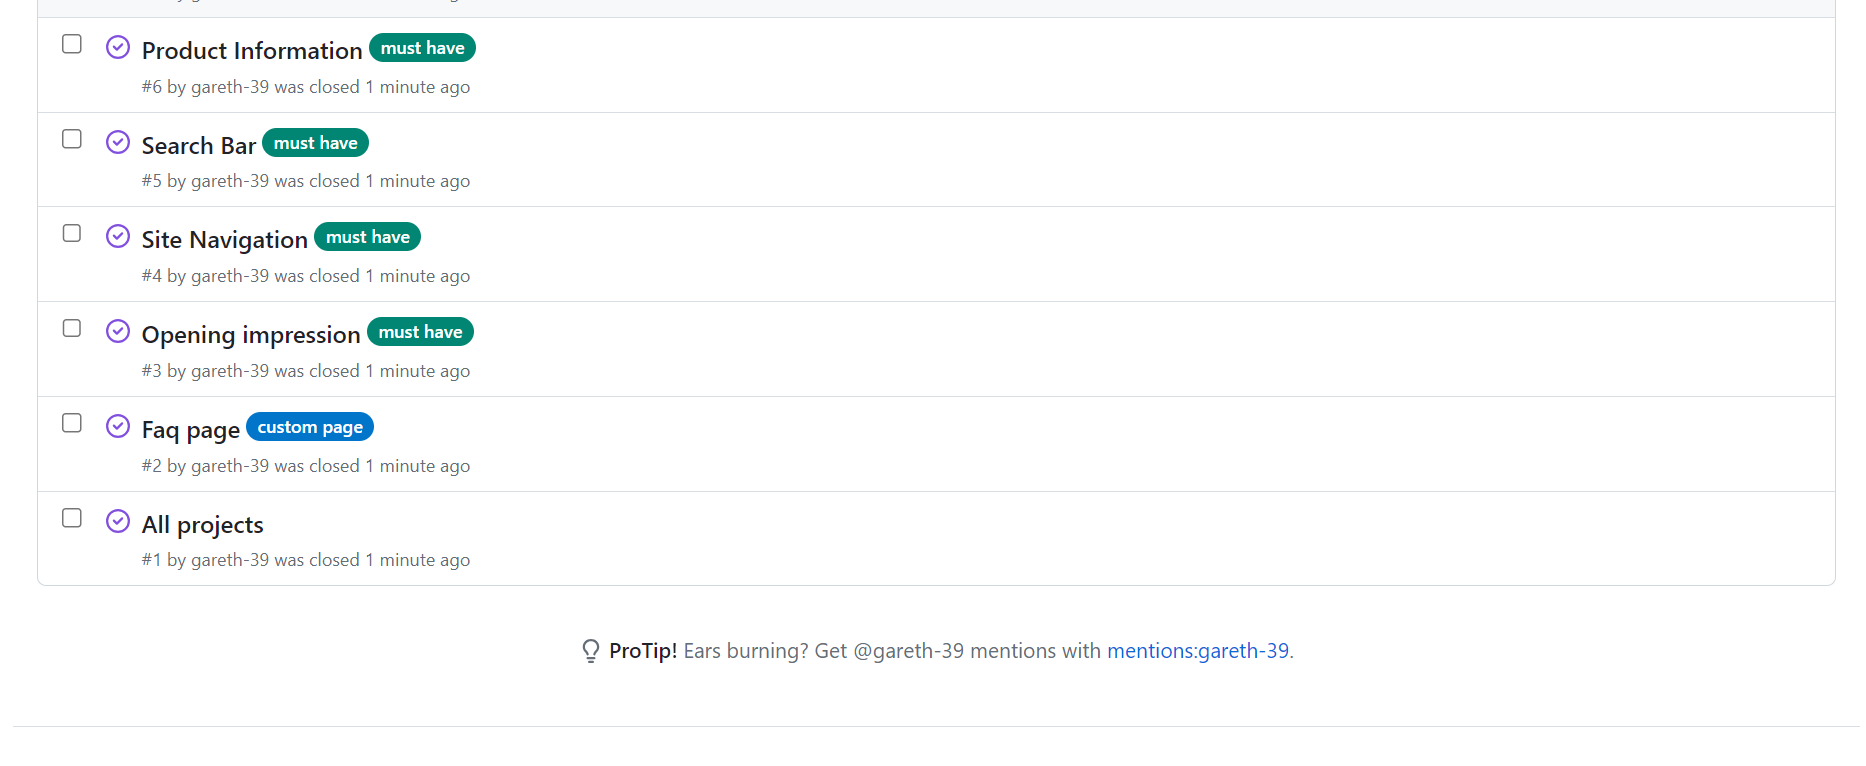 Product Information must have
#6 by gareth-39 was closed 1 minute ago
Search Bar must have
#5 by gareth-39 was closed 1 minute ago
Site Navigation must have
#4 by gareth-39 was closed 1 minute ago
Opening impression must have
#3 by gareth-39 was closed 1 minute ago
Faq page custom page
#2 by gareth-39 was closed 1 minute ago
All projects
#1 by gareth-39 was closed 1 minute ago
ProTip! Ears burning? Get @gareth-39 mentions with mentions:gareth-39.